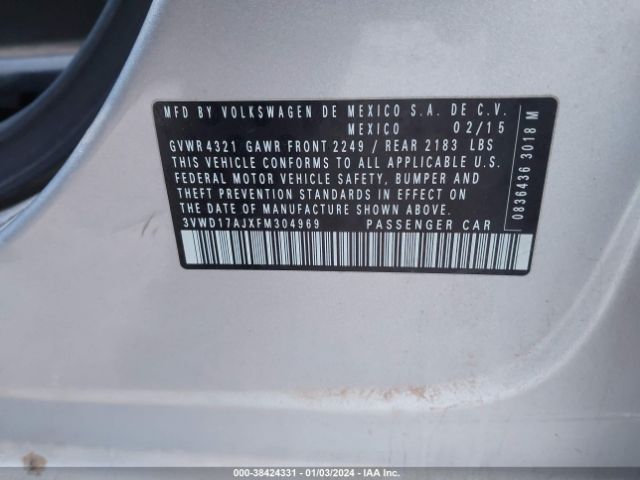 MFD BY VOLKSWAGEN DE MEXICO S.A. DE C.V.
MEXICO 02/15
GVWR 4321 GAWR FRONT 2249 / REAR 2183 LBS
THIS VEHICLE CONFORMS TO ALL APPLICABLE U.S.
FEDERAL MOTOR VEHICLE SAFETY, BUMPER AND
THEFT PREVENTION STANDARDS IN EFFECT ON
THE DATE OF MANUFACTURE SHOWN ABOVE.
3VWD17AJXFM304969 PASSENGER CAR
0836436 3018 M
© - 38424331 - 01/03/2024 - IAA Inc.